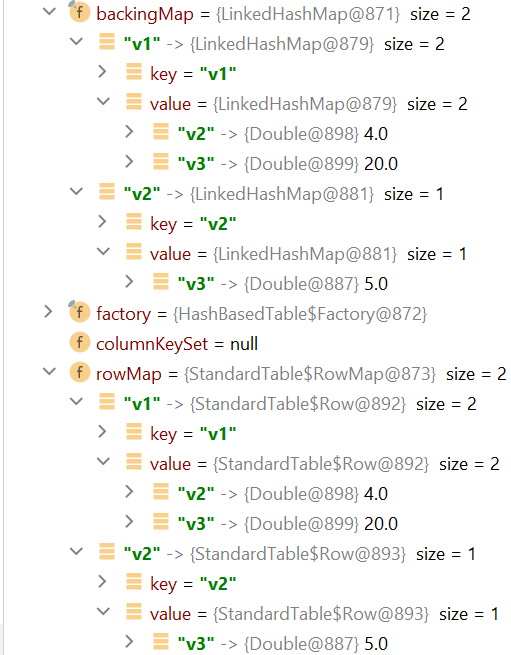 backingMap = {LinkedHashMap@871} size = 2
"v1" -> {LinkedHashMap@879} size = 2
key = "v1"
value = {LinkedHashMap@879} size = 2
"v2" -> {Double@898} 4.0
"v3" -> {Double@899} 20.0
"v2" -> {LinkedHashMap@881} size = 1
key = "v2"
value = {LinkedHashMap@881} size = 1
"v3" -> {Double@887} 5.0
factory = {HashBasedTable$Factory@872}
columnKeySet = null
rowMap = {StandardTable$RowMap@873} size = 2
"v1" -> {StandardTable$Row@892} size = 2
key = "v1"
value = {StandardTable$Row@892} size = 2
"v2" -> {Double@898} 4.0
"v3" -> {Double@899} 20.0
"v2" -> {StandardTable$Row@893} size = 1
key = "v2"
value = {StandardTable$Row@893} size = 1
"v3" -> {Double@887} 5.0